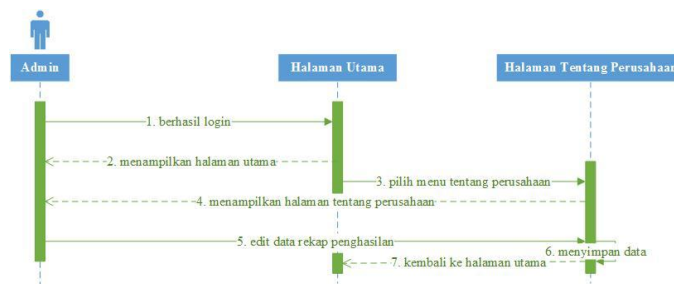 Admin
Halaman Utama
Halaman Tentang Perusahaan
1. berhasil login
2. menampilkan halaman utama
3. pilih menu tentang perusahaan
4. menampilkan halaman tentang perusahaan
5. edit data rekap penghasilan
6. menyimpan data
7. kembali ke halaman utama